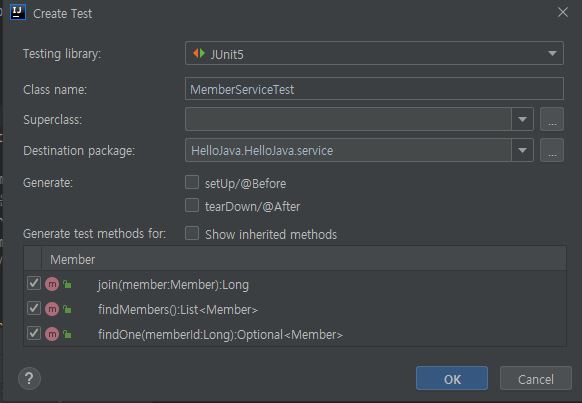 IJ
Create Test
Testing library:
JUnit5
Class name:
MemberServiceTest
Superclass:
...
Destination package:
HelloJava.HelloJava.service
...
Generate:
setUp/@Before
tearDown/@After
Generate test methods for:
Show inherited methods
Member
m join(member:Member):Long
m findMembers():List<Member>
m findOne(memberId:Long):Optional<Member>
?
OK
Cancel